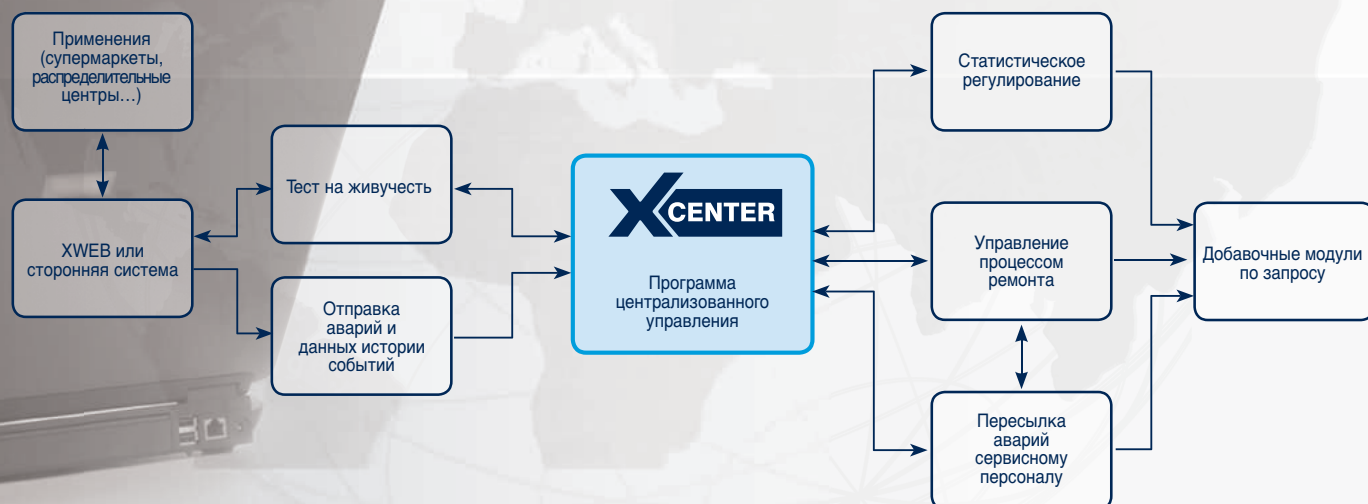 Применения
(супермаркеты,
распределительные
центры...)
XWEB или
сторонняя система
Тест на живучесть
Отправка
аварий и
данных истории
событий
XCENTER
Программа
централизованного
управления
Статистическое
регулирование
Управление
процессом
ремонта
Пересылка
аварий
сервисному
персоналу
Добавочные модули
по запросу